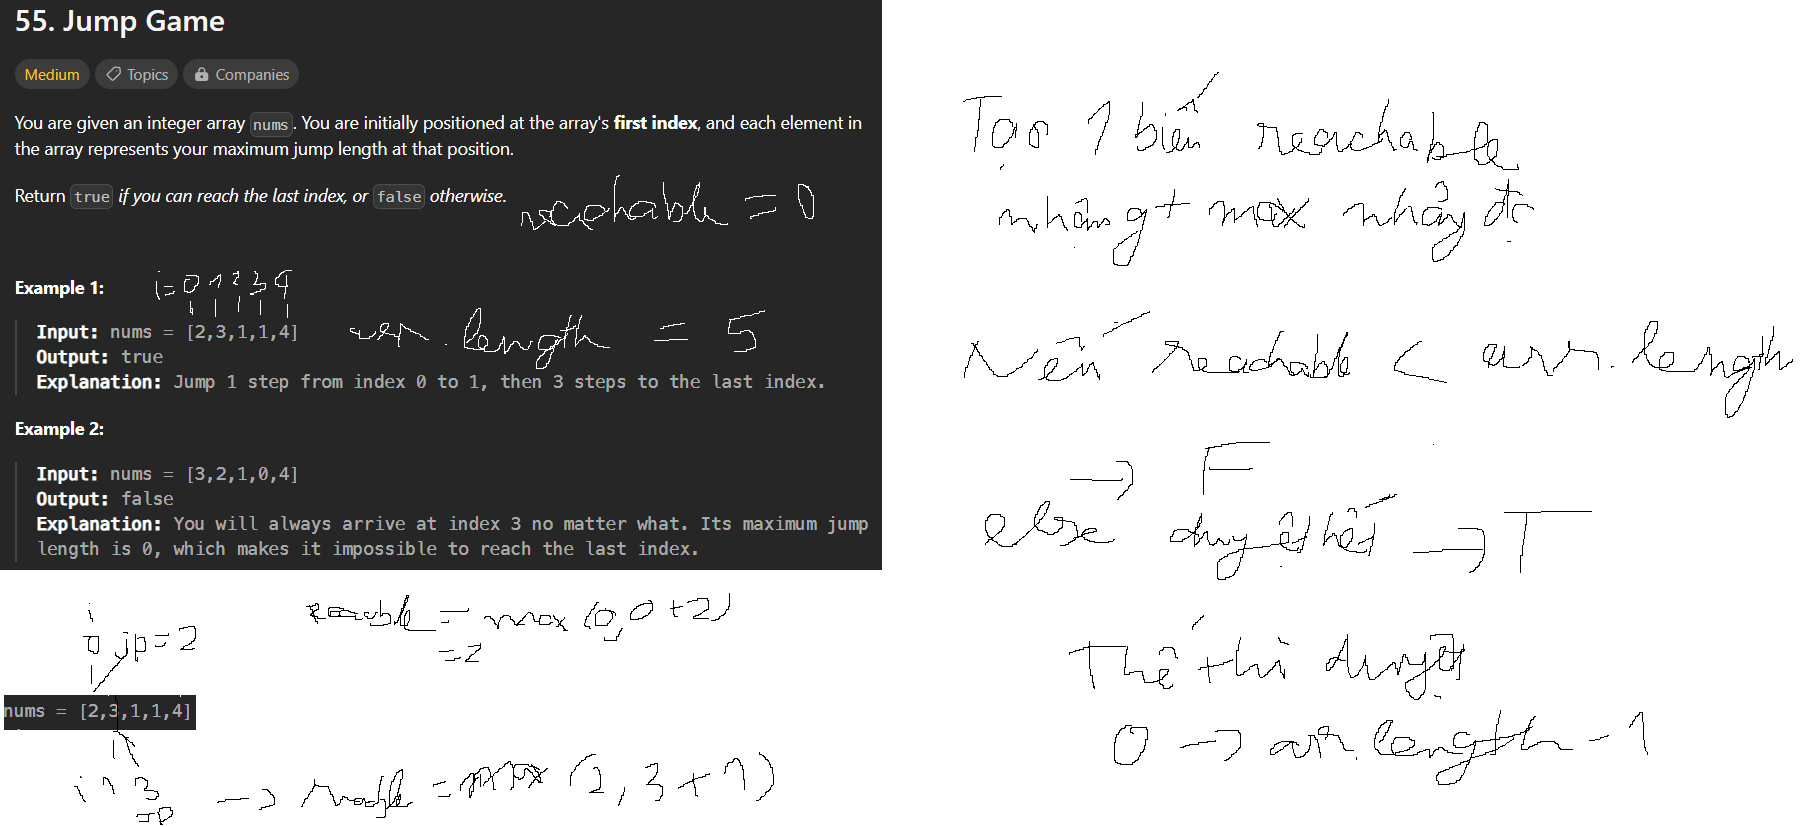 55. Jump Game
Medium Topics Companies
You are given an integer array nums. You are initially positioned at the array's first index, and each element in
the array represents your maximum jump length at that position.
Return true if you can reach the last index, or false otherwise.
reachable = 0
Example 1:
i = 0 1 2 3 4
Input: nums = [2,3,1,1,4]
arr.length = 5
Output: true
Explanation: Jump 1 step from index 0 to 1, then 3 steps to the last index.
Example 2:
Input: nums = [3,2,1,0,4]
Output: false
Explanation: You will always arrive at index 3 no matter what. Its maximum jump
length is 0, which makes it impossible to reach the last index.
i
0 jp = 2
= max (0, 0 + 2)
= 2
nums = [2,3,1,1,4]
i 1 3
= max (2, 3 + 1)
Tạo 1 biến reachable
nhận gt max nhảy đc
Nếu reachable < arr.length
→ F
else duyệt hết → T
Thế thì duyệt
0 → arr.length - 1